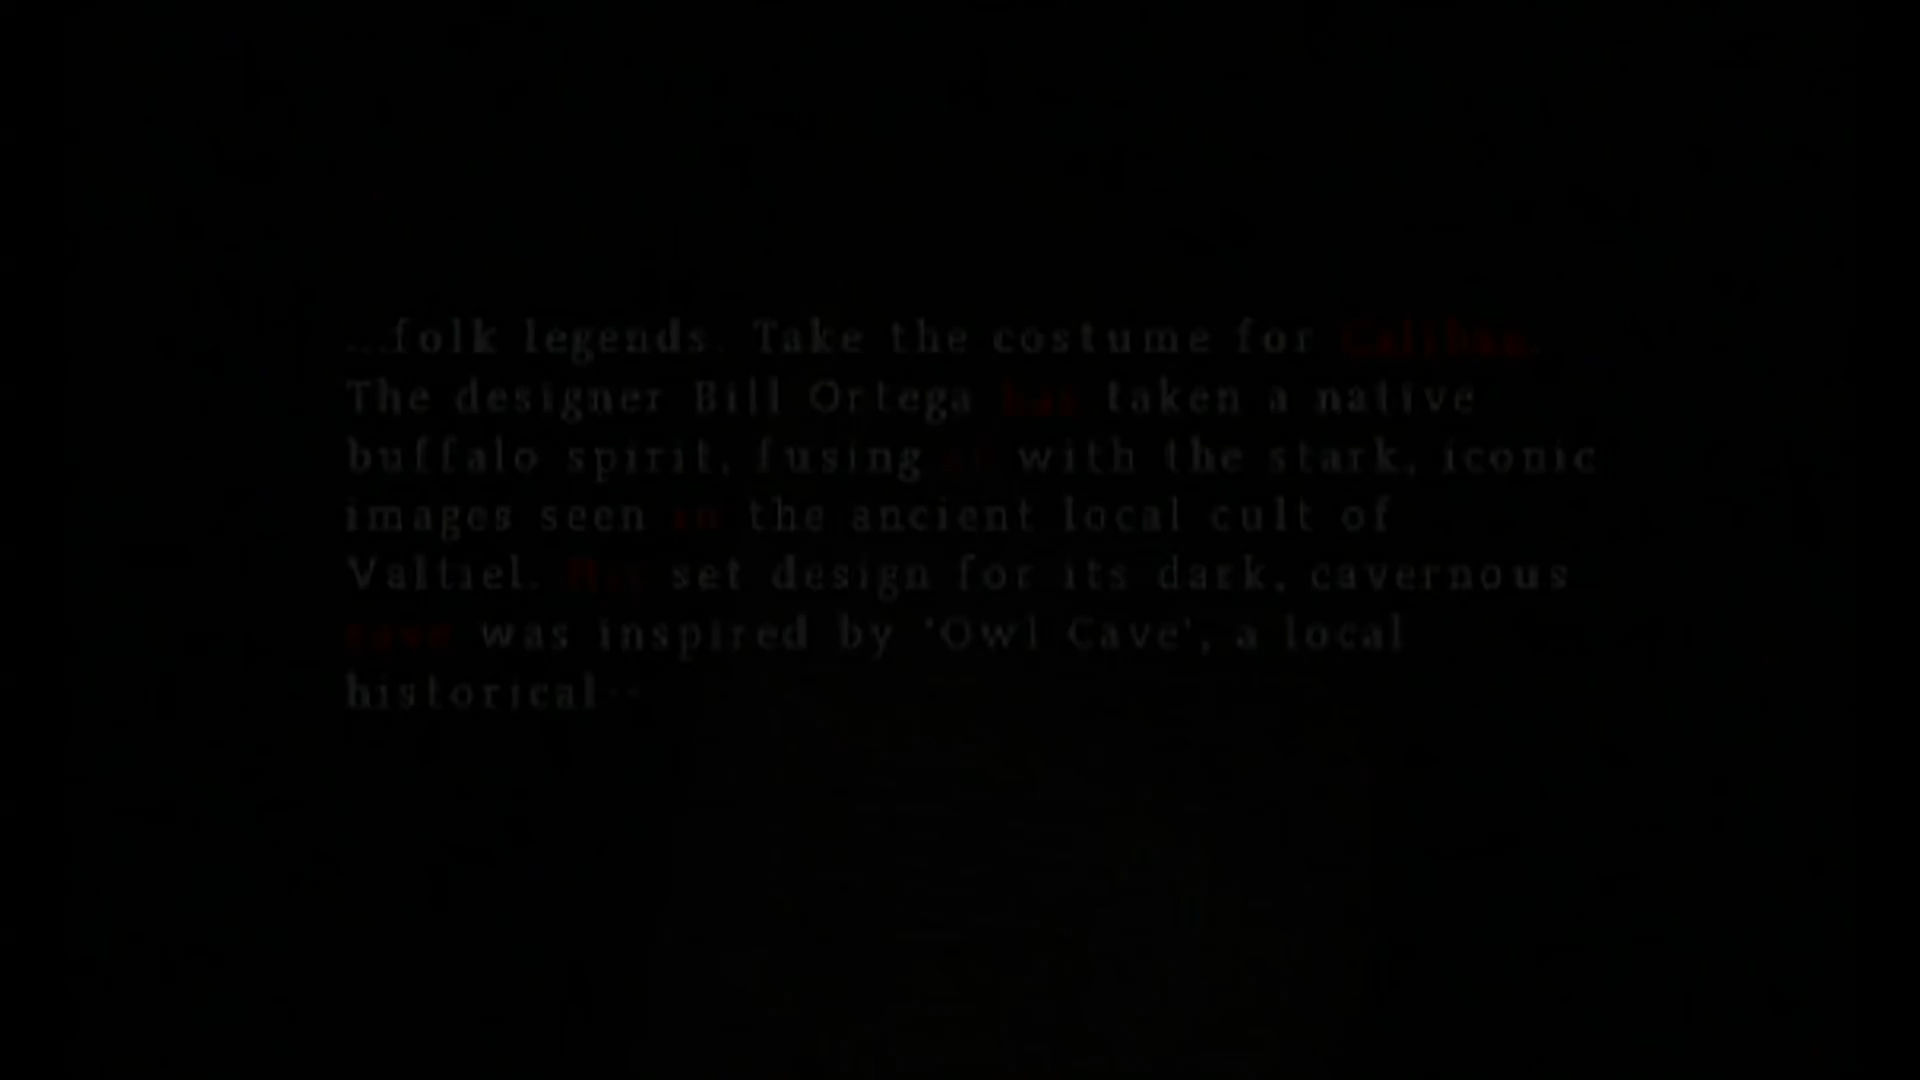 ...folk legends. Take the costume for Caliban.
The designer Bill Ortega has taken a native
buffalo spirit, fusing it with the stark, iconic
images seen in the ancient local cult of
Valtiel. His set design for its dark, cavernous
cave was inspired by 'Owl Cave', a local
historical--